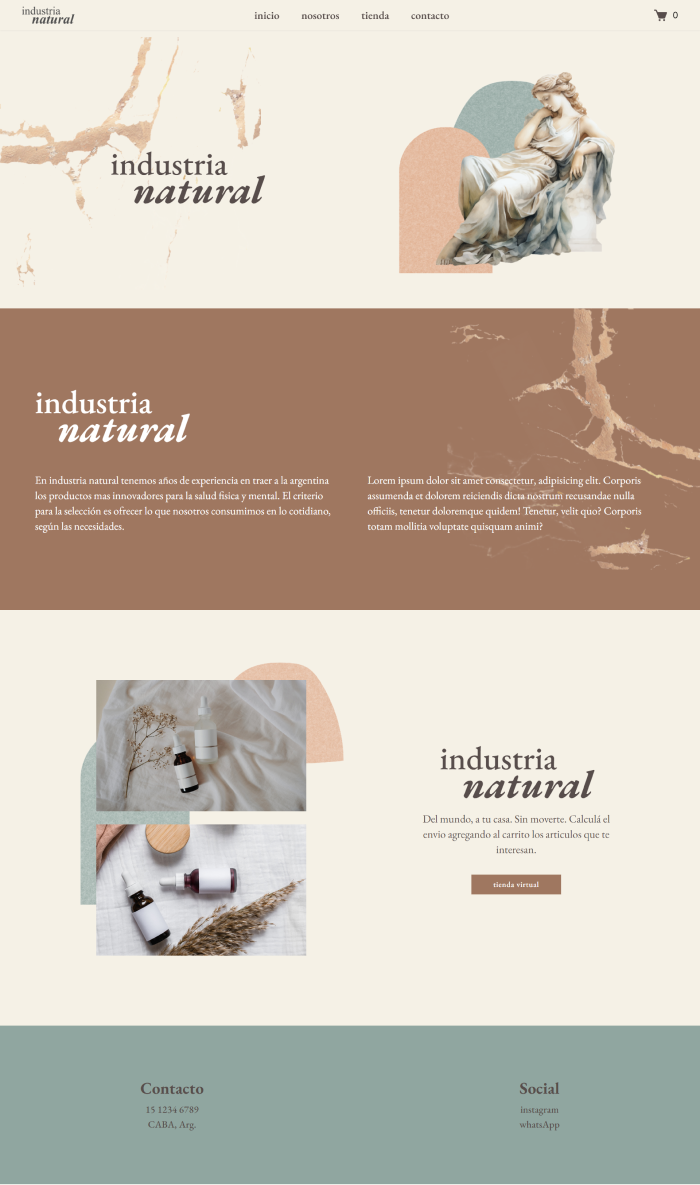 industria
natural
inicio nosotros tienda contacto
0
industria
natural
industria
natural
En industria natural tenemos años de experiencia en traer a la argentina
los productos mas innovadores para la salud fisica y mental. El criterio
para la selección es ofrecer lo que nosotros consumimos en lo cotidiano,
según las necesidades.
Lorem ipsum dolor sit amet consectetur, adipisicing elit. Corporis
assumenda et dolorem reiciendis dicta nostrum recusandae nulla
officiis, tenetur doloremque quidem! Tenetur, velit quo? Corporis
totam mollitia voluptate quisquam animi?
industria
natural
Del mundo, a tu casa. Sin moverte. Calculá el
envio agregando al carrito los articulos que te
interesan.
tienda virtual
Contacto
15 1234 6789
CABA, Arg.
Social
instagram
whatsApp